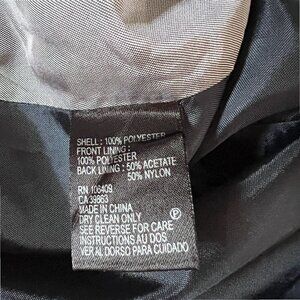 SHELL: 100% POLYESTER
FRONT LINING:
100% POLYESTER
BACK LINING: 50% ACETATE
50% NYLON
RN 106409
CA 39863
MADE IN CHINA
DRY CLEAN ONLY Ⓟ
SEE REVERSE FOR CARE
INSTRUCTIONS AU DOS
VER AL DORSO PARA CUIDADO